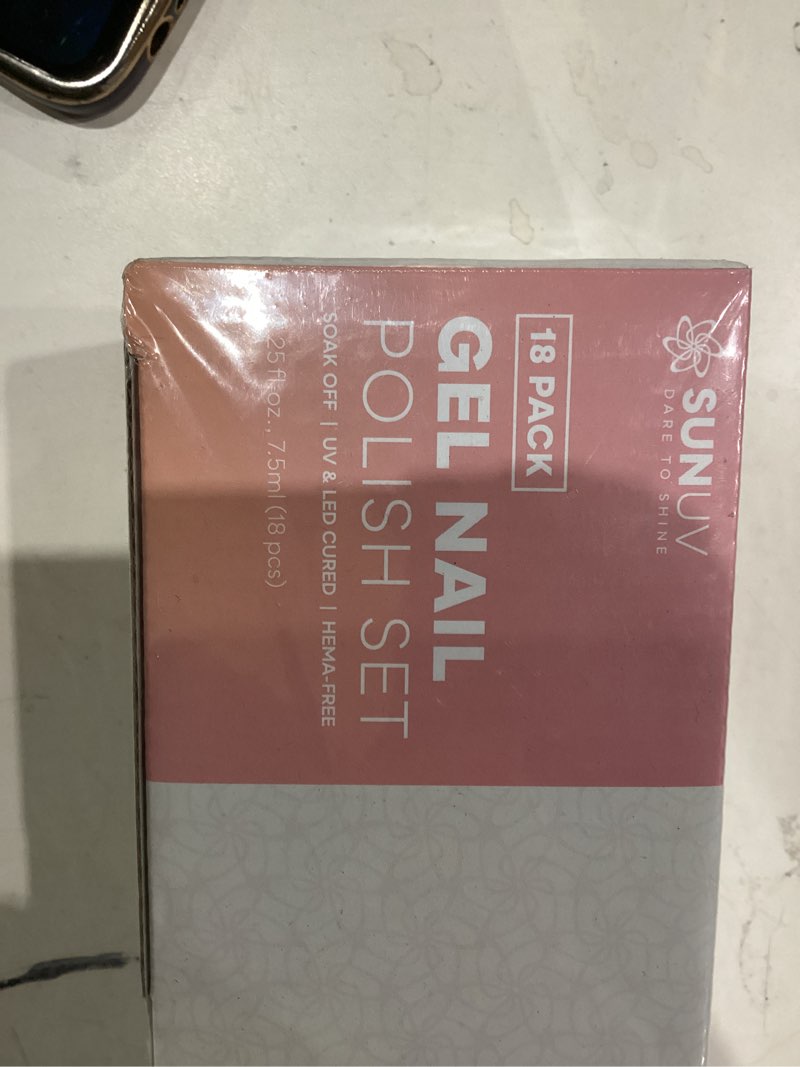 SUNUV
DARE TO SHINE
18 PACK
GEL NAIL
POLISH SET
SOAK OFF | UV & LED CURED | HEMA-FREE
25 fl. oz., 7.5ml (18 pcs)